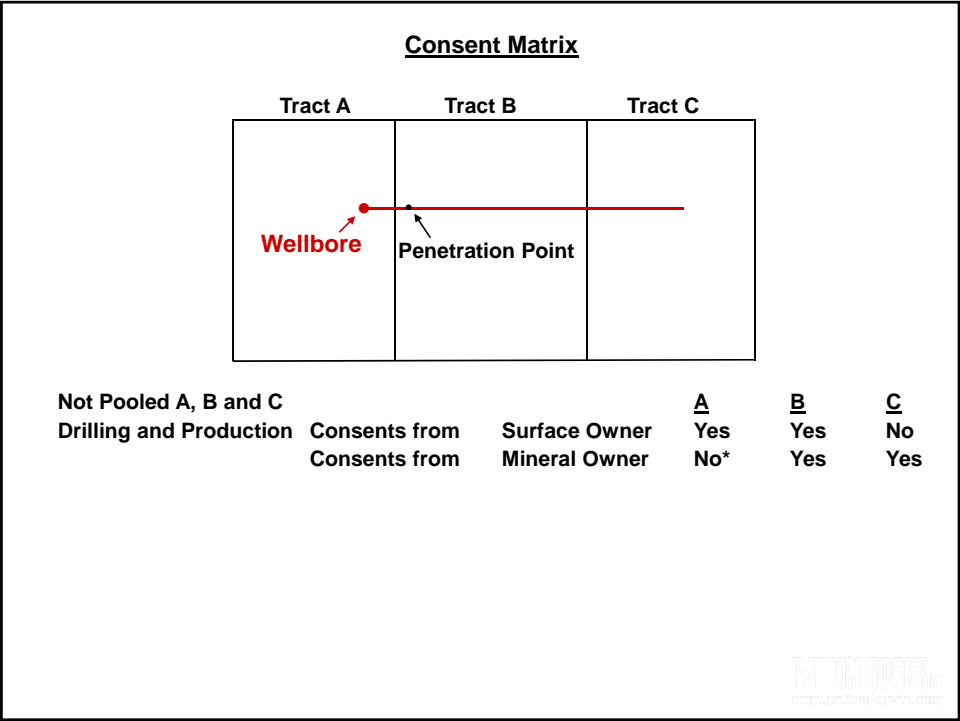 Consent Matrix
Tract A Tract B Tract C
Wellbore
Penetration Point
Not Pooled A, B and C A B C
Drilling and Production Consents from Surface Owner Yes Yes No
Consents from Mineral Owner No* Yes Yes